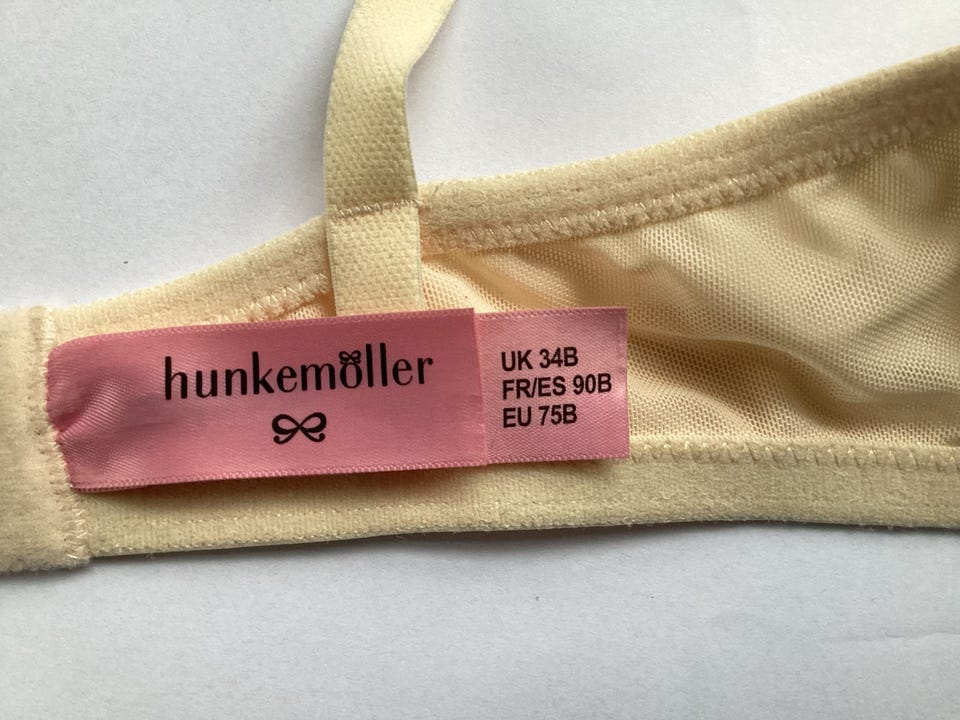 hunkemöller
UK 34B
FR/ES 90B
EU 75B